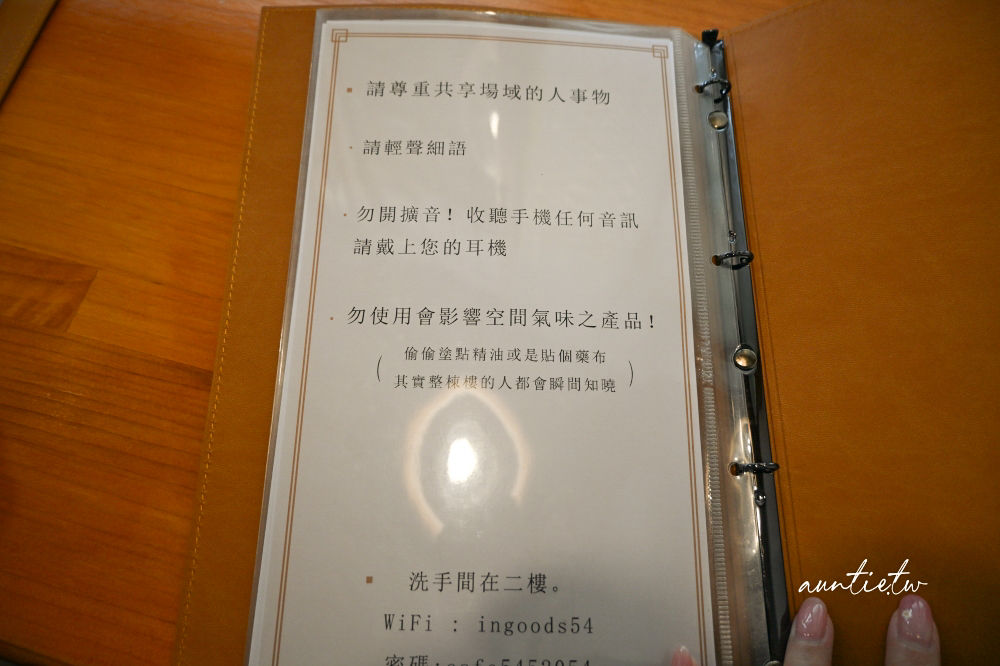 請尊重共享場域的人事物
請輕聲細語
勿開擴音！收聽手機任何音訊
請戴上您的耳機
勿使用會影響空間氣味之產品！
（偷偷塗點精油或是貼個藥布
其實整棟樓的人都會瞬間知曉）
洗手間在二樓。
WiFi : ingoods54
密碼:
auntie.tw